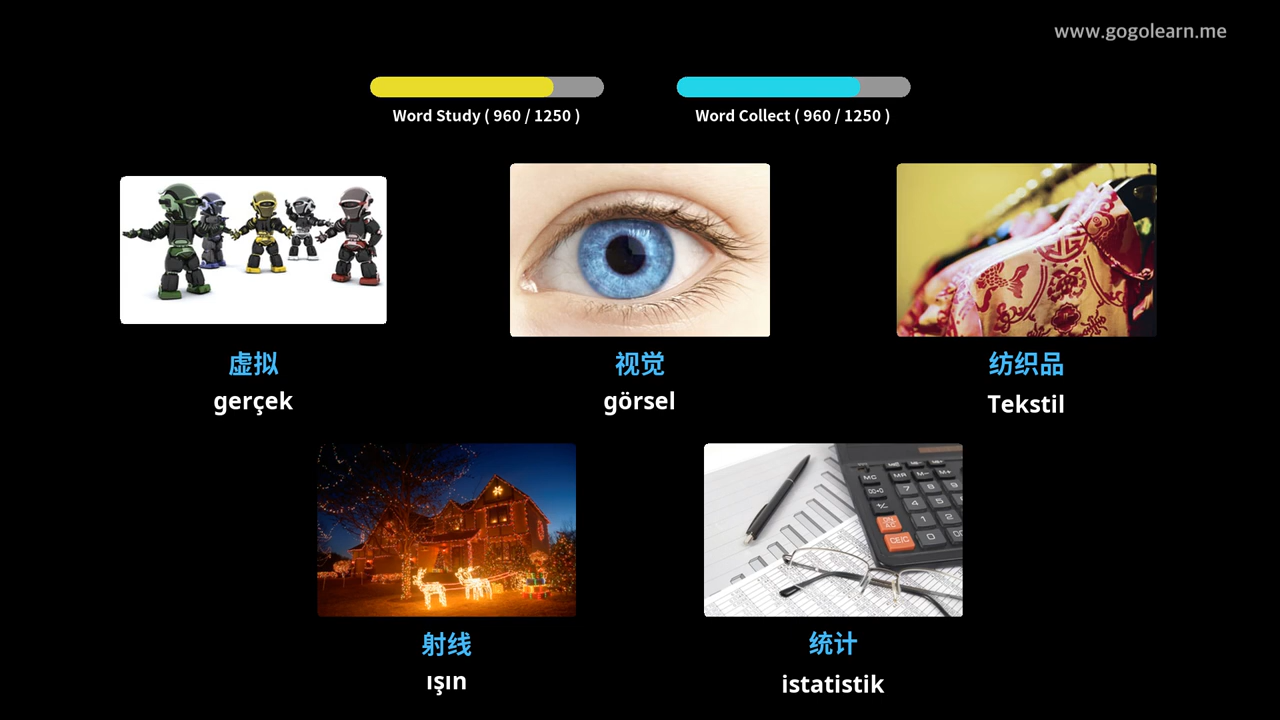 www.gogolearn.me
Word Study ( 960 / 1250 )
Word Collect ( 960 / 1250 )
虚拟
gerçek
视觉
görsel
纺织品
Tekstil
射线
ışın
统计
istatistik